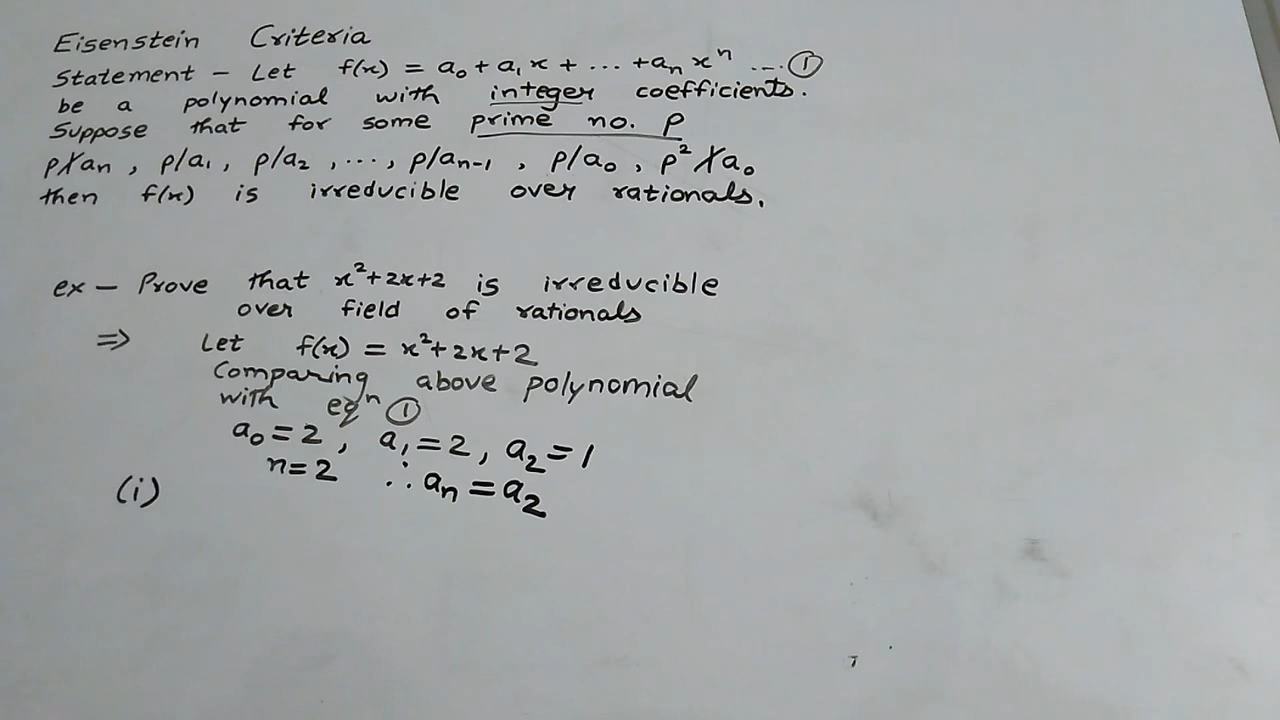 Eisenstein Criteria
Statement - Let f(x) = a₀ + a₁x + ... + aₙxⁿ ... ①
be a polynomial with integer coefficients.
Suppose that for some prime no. p
p∤aₙ , p/a₁ , p/a₂ , ..., p/aₙ₋₁ , p/a₀ , p²∤a₀
then f(x) is irreducible over rationals.
ex - Prove that x²+2x+2 is irreducible
over field of rationals
⇒ Let f(x) = x²+2x+2
Comparing above polynomial
with eqⁿ ①
a₀=2, a₁=2, a₂=1
n=2 ∴aₙ=a₂
(i)